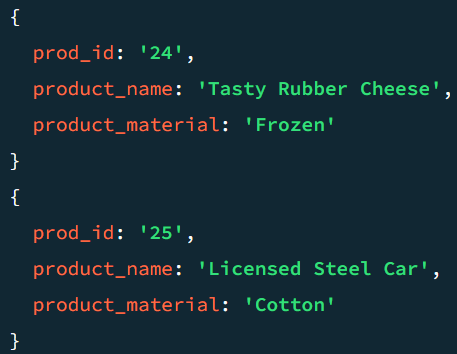 {
prod_id: '24',
product_name: 'Tasty Rubber Cheese',
product_material: 'Frozen'
}
{
prod_id: '25',
product_name: 'Licensed Steel Car',
product_material: 'Cotton'
}